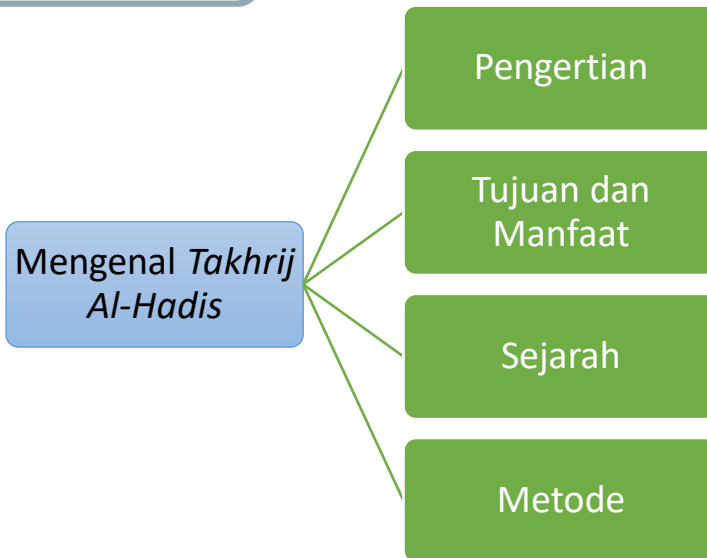 Mengenal Takhrij
Al-Hadis
Pengertian
Tujuan dan
Manfaat
Sejarah
Metode